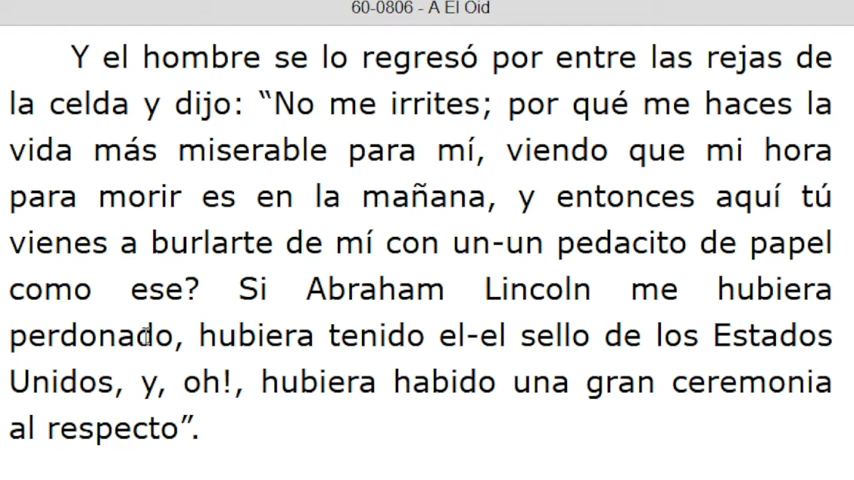 60-0806 - A El Oid
Y el hombre se lo regresó por entre las rejas de
la celda y dijo: “No me irrites; por qué me haces la
vida más miserable para mí, viendo que mi hora
para morir es en la mañana, y entonces aquí tú
vienes a burlarte de mí con un-un pedacito de papel
como ese? Si Abraham Lincoln me hubiera
perdonado, hubiera tenido el-el sello de los Estados
Unidos, y, oh!, hubiera habido una gran ceremonia
al respecto”.